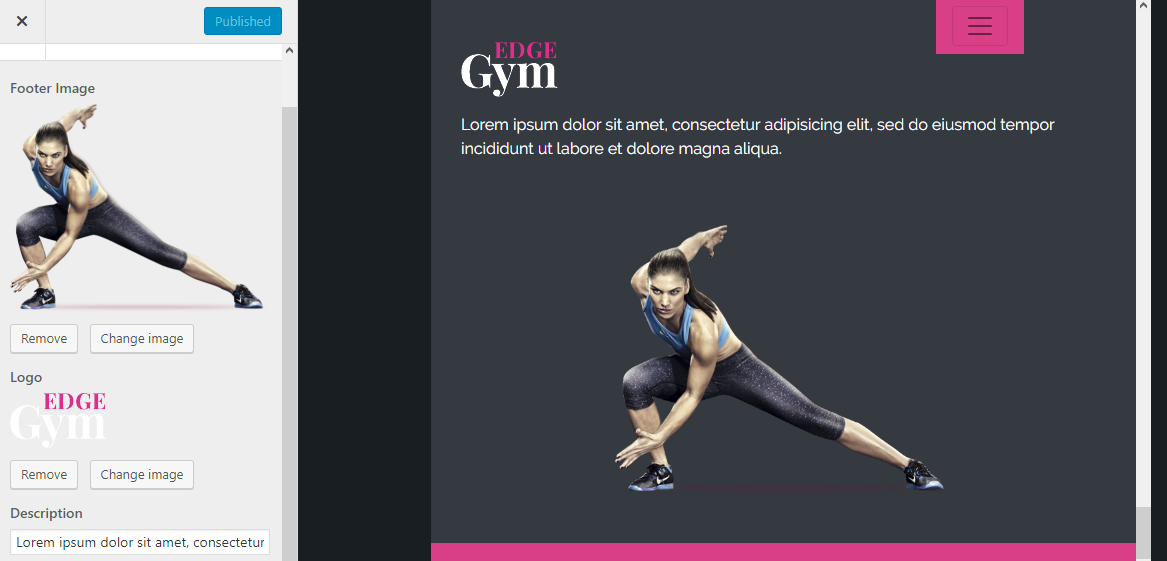 Published
Footer Image
Remove
Change image
Logo
EDGE
Gym
Remove
Change image
Description
Lorem ipsum dolor sit amet, consectetur
EDGE
Gym
Lorem ipsum dolor sit amet, consectetur adipisicing elit, sed do eiusmod tempor
incididunt ut labore et dolore magna aliqua.